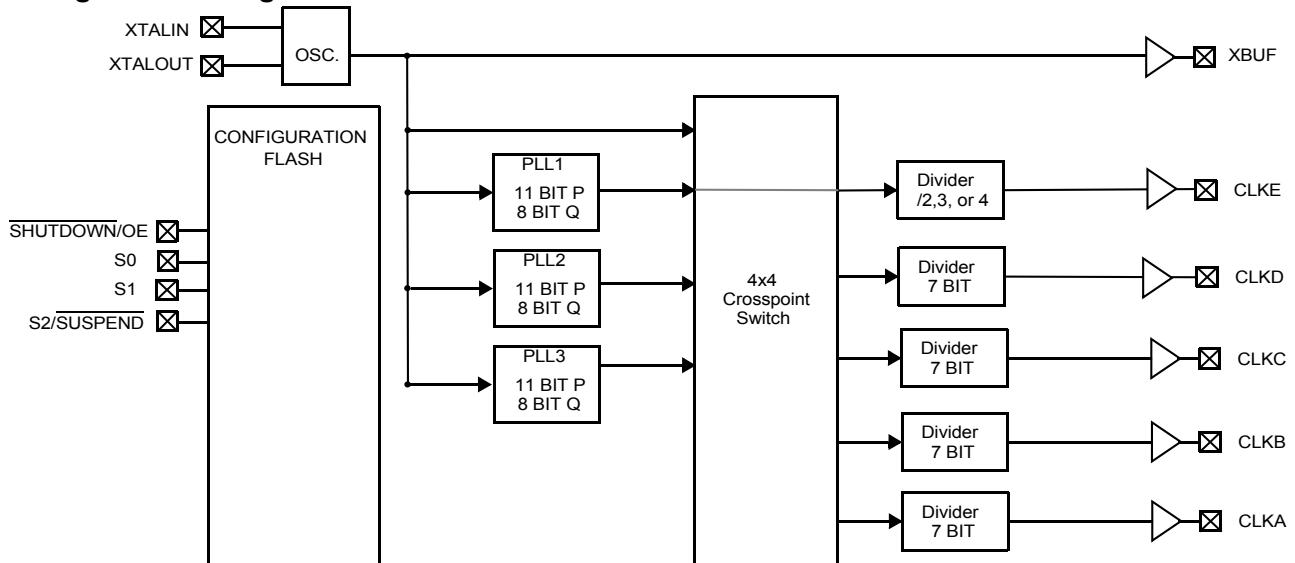 XTALIN
XTALOUT
OSC.
XBUF
CONFIGURATION
FLASH
SHUTDOWN/OE
S0
S1
S2/SUSPEND
PLL1
11 BIT P
8 BIT Q
PLL2
11 BIT P
8 BIT Q
PLL3
11 BIT P
8 BIT Q
4x4
Crosspoint
Switch
Divider
/2,3, or 4
CLKE
Divider
7 BIT
CLKD
Divider
7 BIT
CLKC
Divider
7 BIT
CLKB
Divider
7 BIT
CLKA